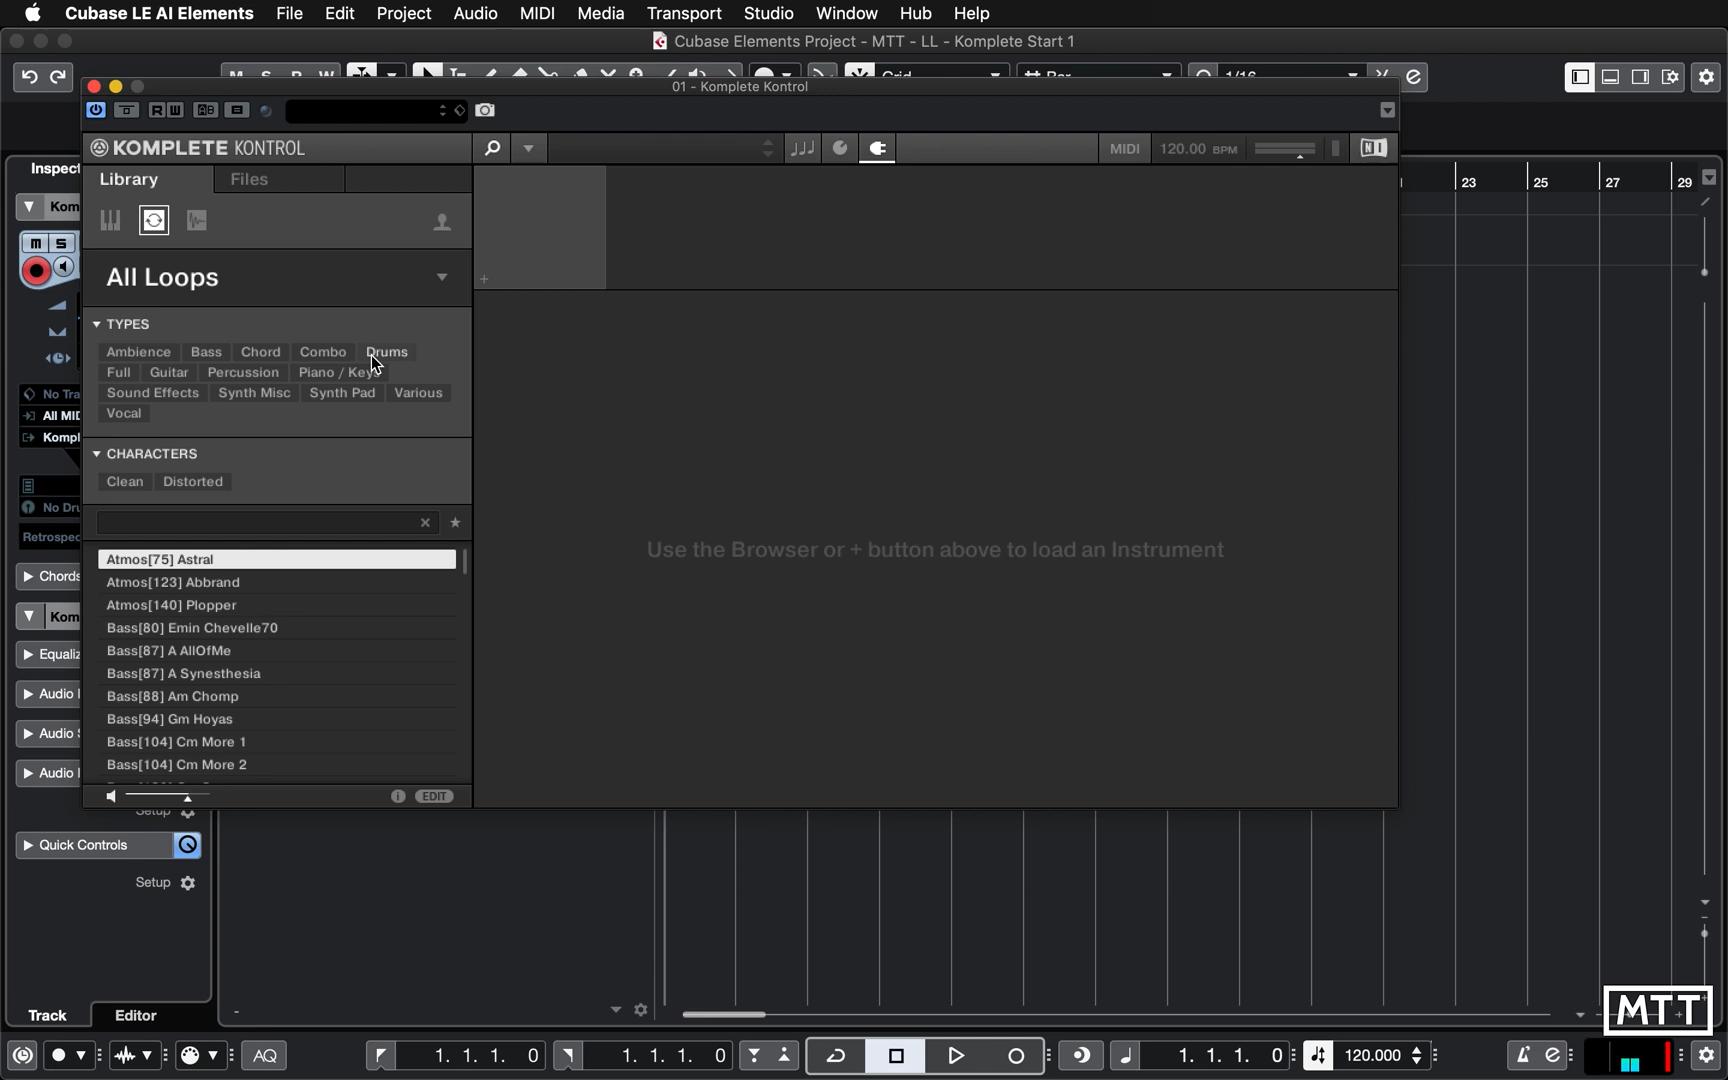 Cubase LE AI Elements File Edit Project Audio MIDI Media Transport Studio Window Hub Help
Cubase Elements Project - MTT - LL - Komplete Start 1
01 - Komplete Kontrol
R W
KOMPLETE KONTROL
MIDI 120.00 BPM
Library Files
23 25 27 29
M S
All Loops
TYPES
Ambience Bass Chord Combo Drums
Full Guitar Percussion Piano / Keys
Sound Effects Synth Misc Synth Pad Various
Vocal
CHARACTERS
Clean Distorted
Use the Browser or + button above to load an Instrument
Atmos[75] Astral
Atmos[123] Abbrand
Atmos[140] Plopper
Bass[80] Emin Chevelle70
Bass[87] A AllOfMe
Bass[87] A Synesthesia
Bass[88] Am Chomp
Bass[94] Gm Hoyas
Bass[104] Cm More 1
Bass[104] Cm More 2
EDIT
Setup
Quick Controls
Setup
Track Editor
MTT
AQ 1. 1. 1. 0 1. 1. 1. 0 1. 1. 1. 0 120.000